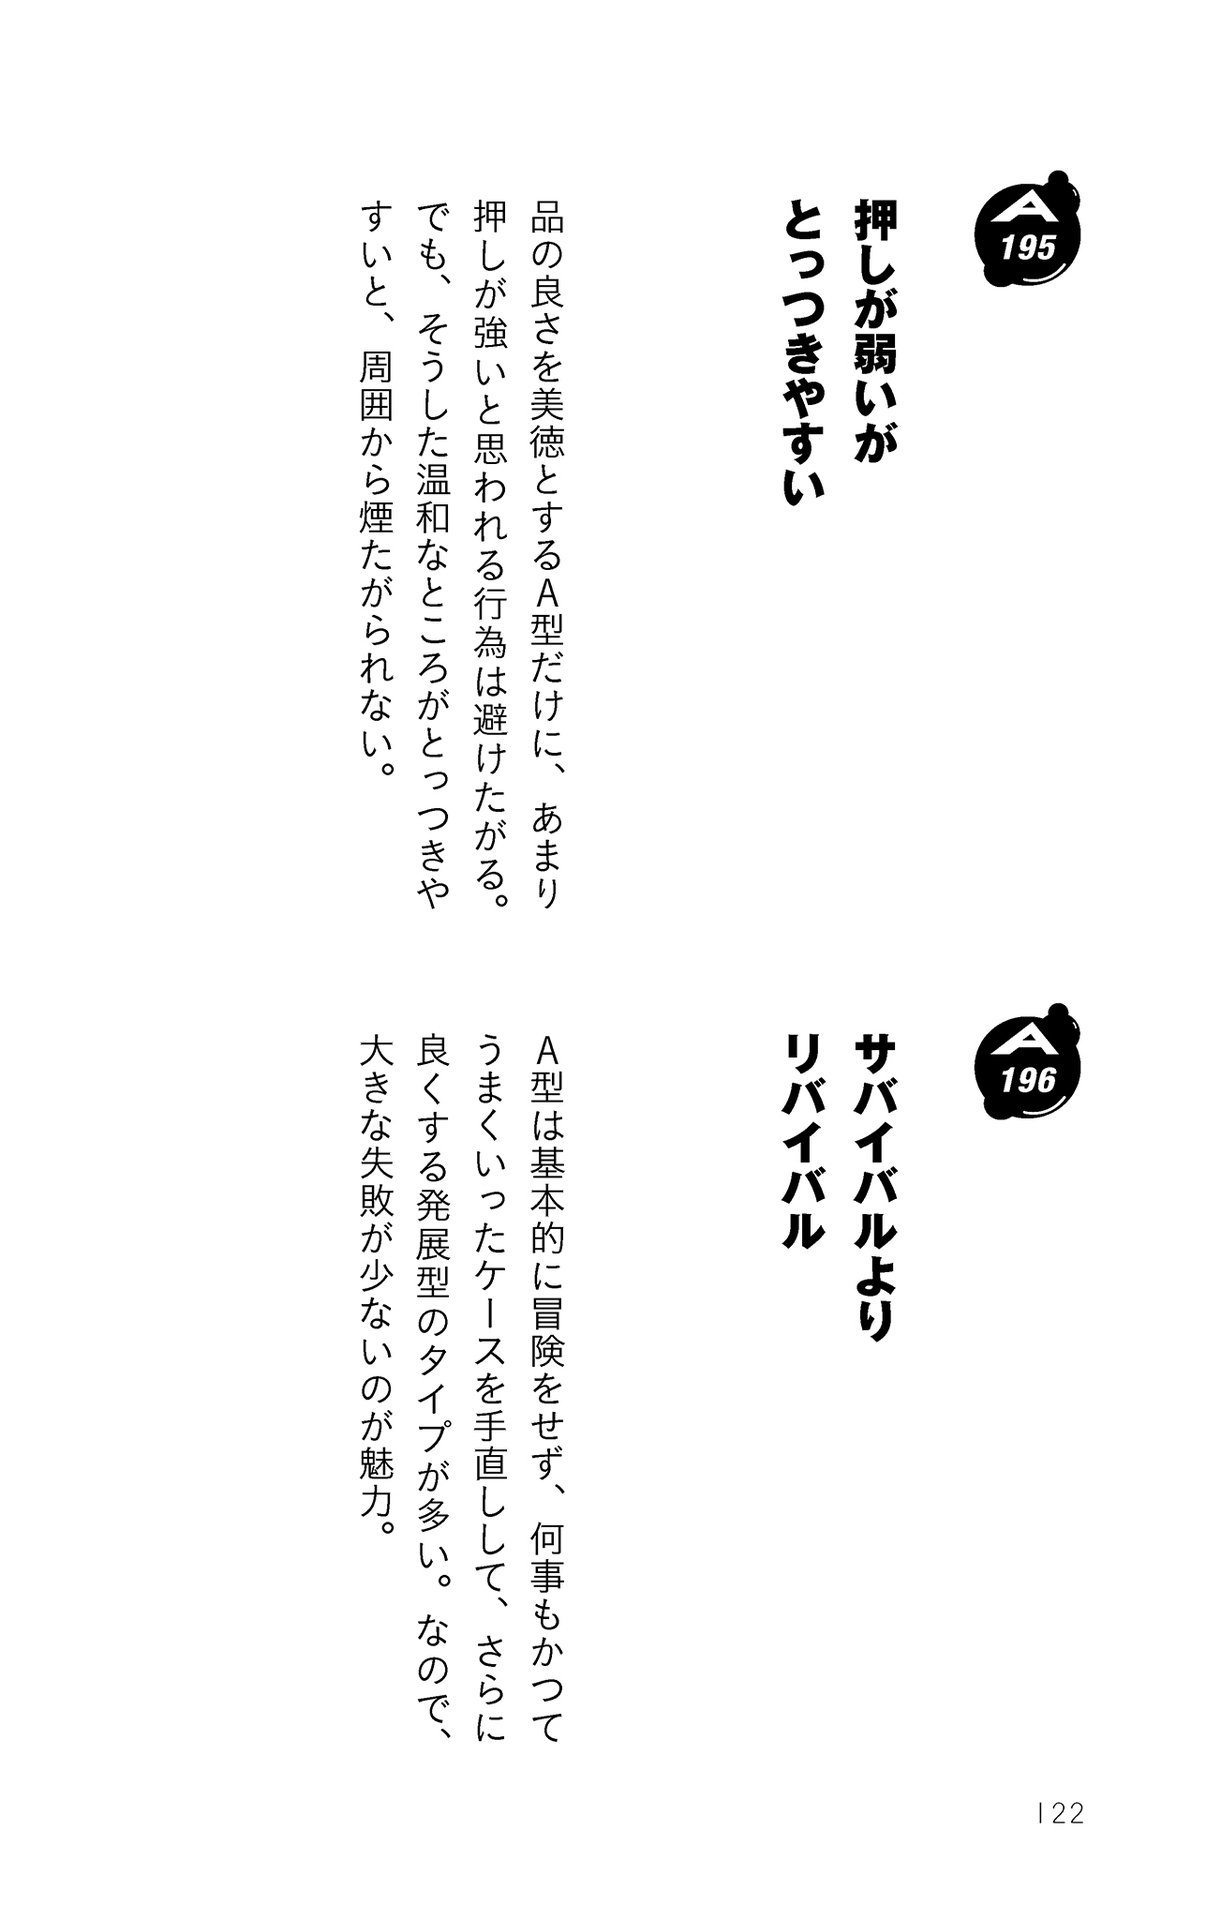 A
195
押しが弱いが
とっつきやすい
品の良さを美徳とするA型だけに、あまり
押しが強いと思われる行為は避けたがる。
でも、そうした温和なところがとっつきや
すいと、周囲から煙たがられない。
A
196
サバイバルより
リバイバル
A型は基本的に冒険をせず、何事もかつて
うまくいったケースを手直しして、さらに
良くする発展型のタイプが多い。なので、
大きな失敗が少ないのが魅力。
122